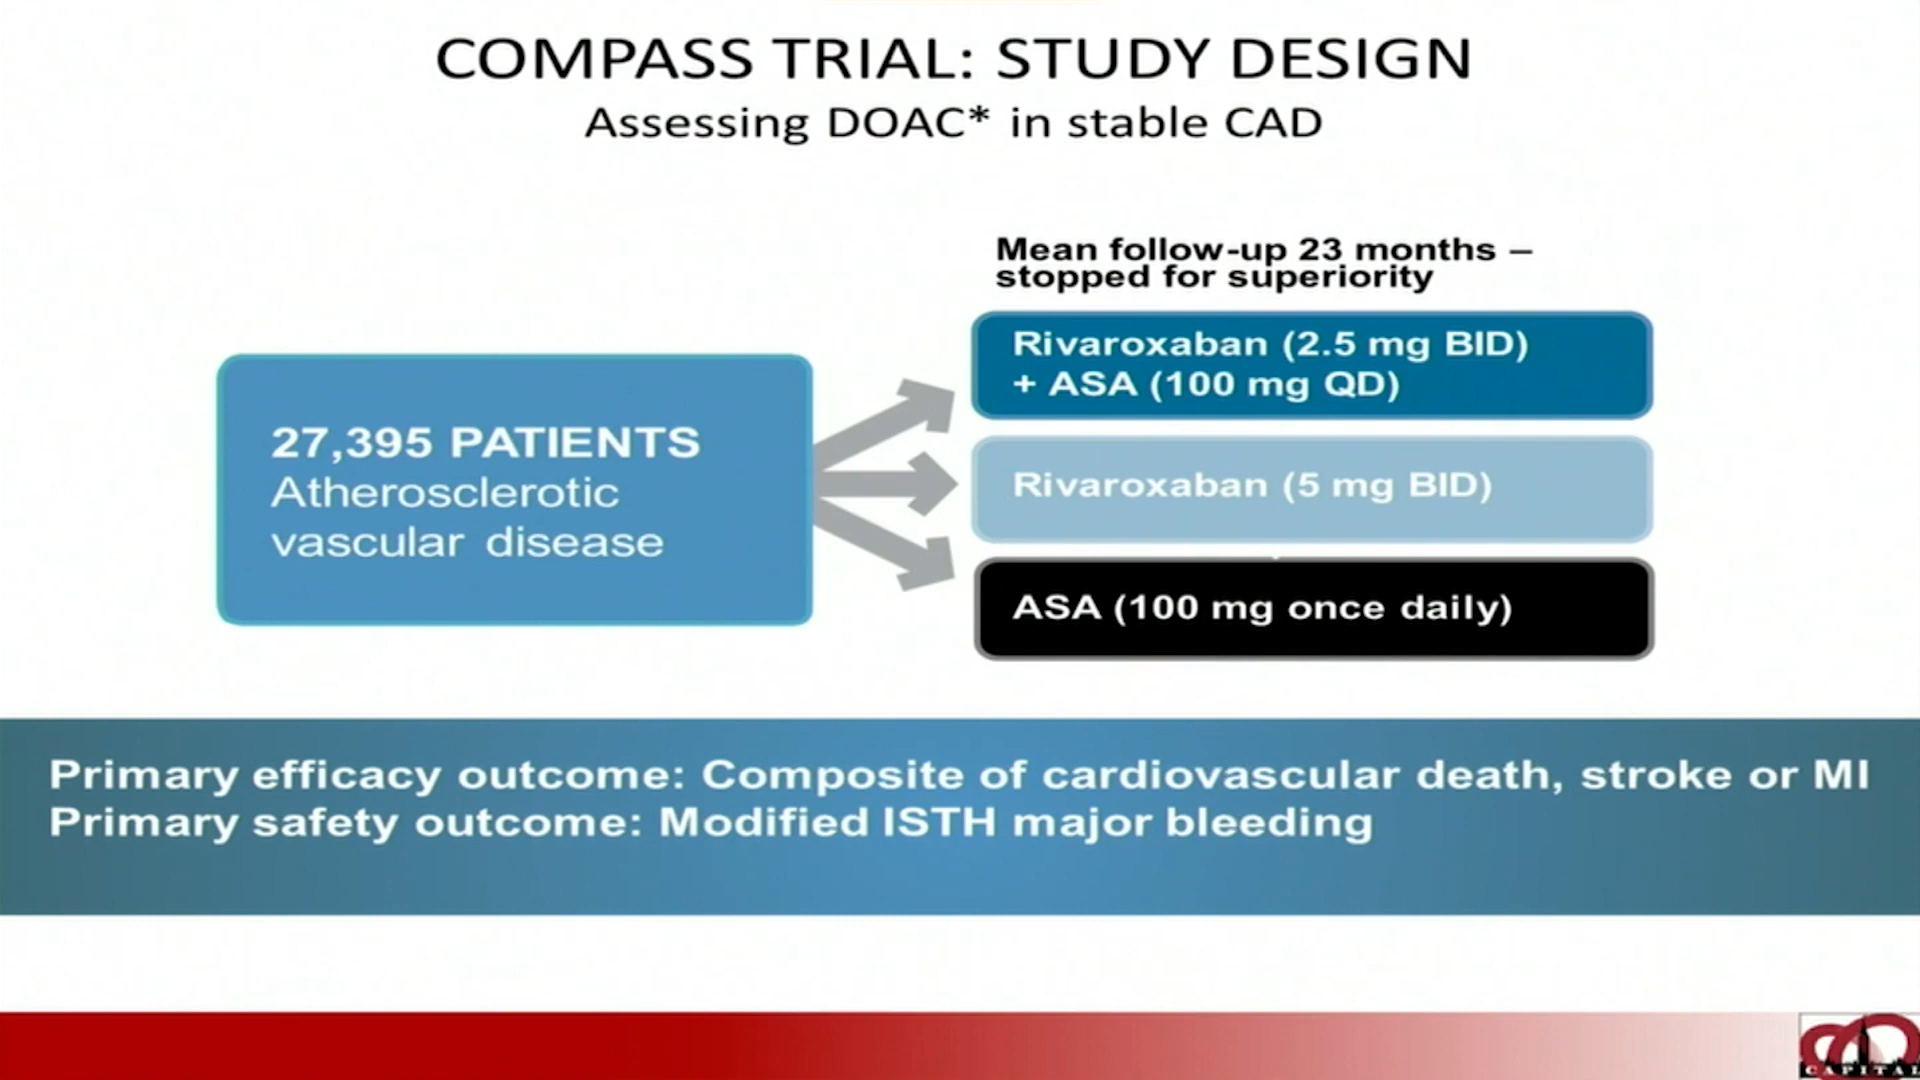 COMPASS TRIAL: STUDY DESIGN
Assessing DOAC* in stable CAD
Mean follow-up 23 months –
stopped for superiority
27,395 PATIENTS
Atherosclerotic
vascular disease
Rivaroxaban (2.5 mg BID)
+ ASA (100 mg QD)
Rivaroxaban (5 mg BID)
ASA (100 mg once daily)
Primary efficacy outcome: Composite of cardiovascular death, stroke or MI
Primary safety outcome: Modified ISTH major bleeding
CAPITAL